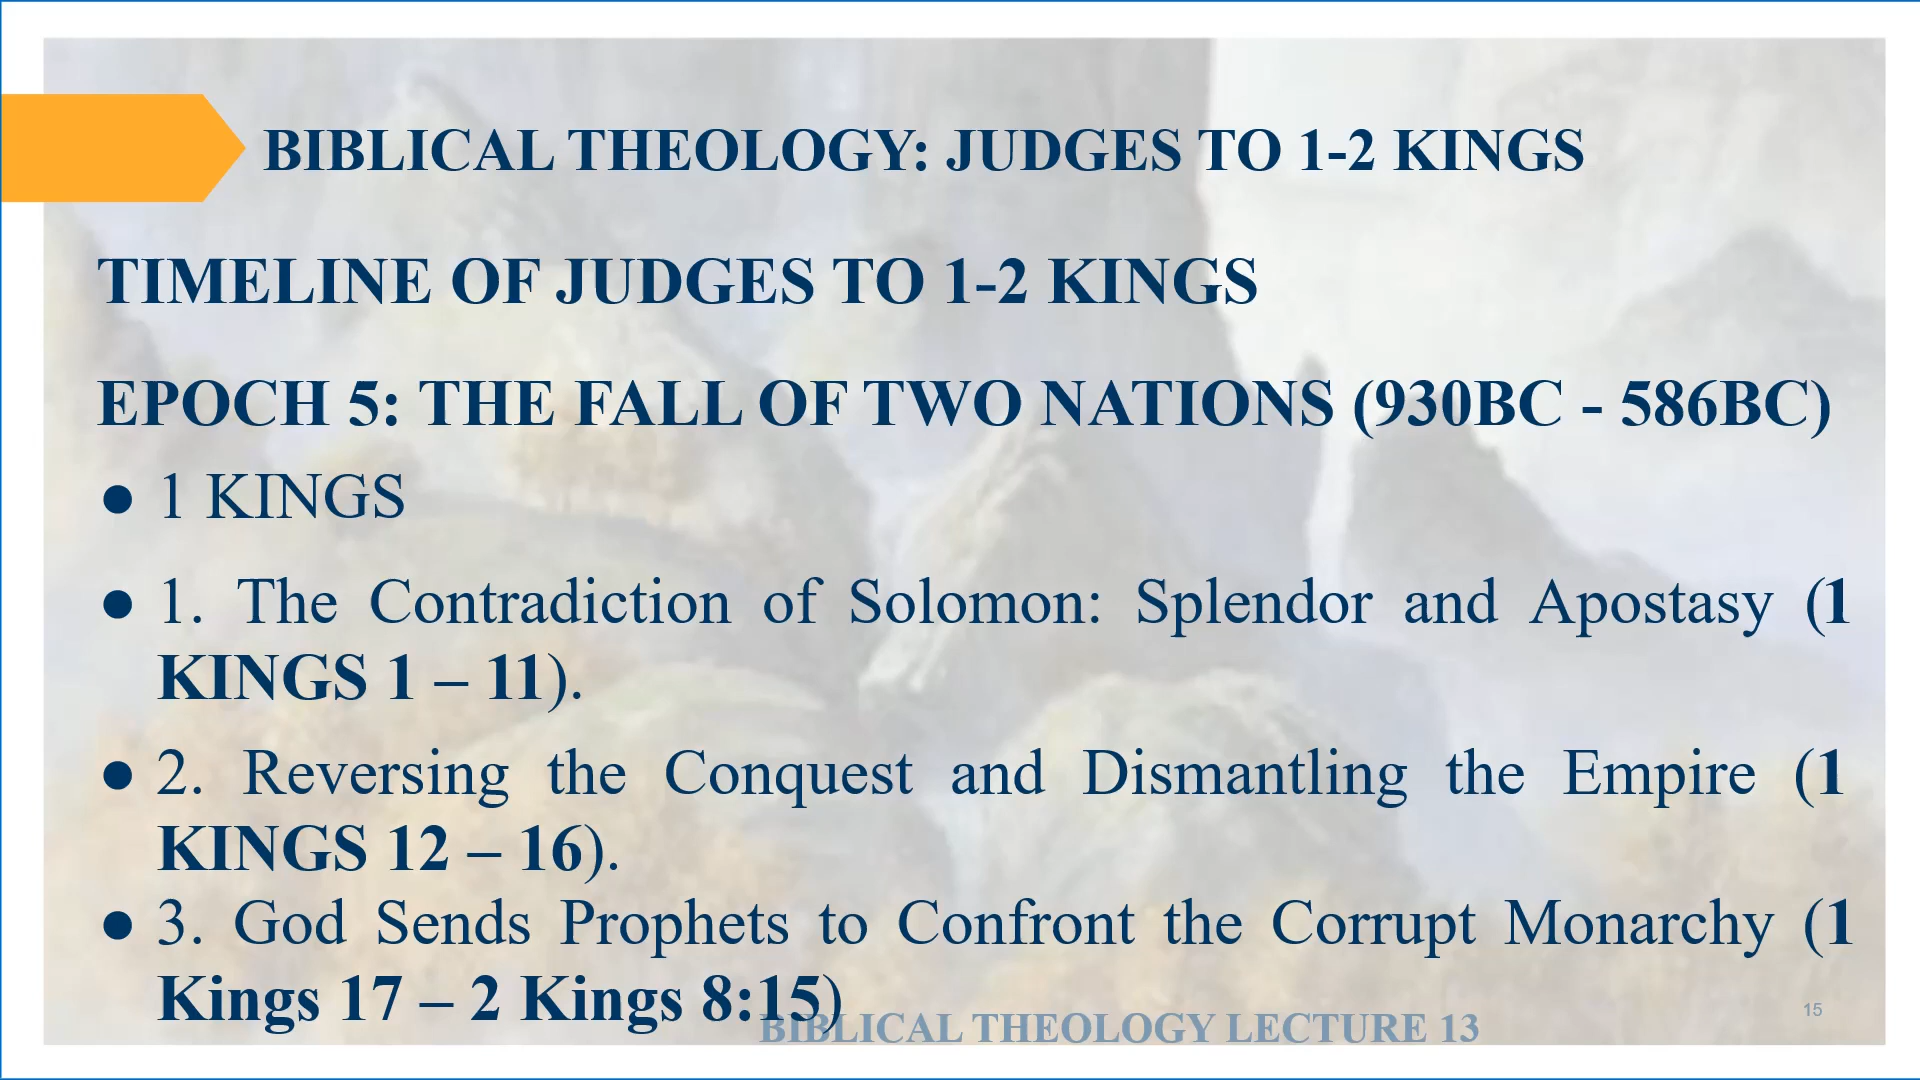 BIBLICAL THEOLOGY: JUDGES TO 1-2 KINGS
TIMELINE OF JUDGES TO 1-2 KINGS
EPOCH 5: THE FALL OF TWO NATIONS (930BC - 586BC)
● 1 KINGS
● 1. The Contradiction of Solomon: Splendor and Apostasy (1
KINGS 1 – 11).
● 2. Reversing the Conquest and Dismantling the Empire (1
KINGS 12 – 16).
● 3. God Sends Prophets to Confront the Corrupt Monarchy (1
Kings 17 – 2 Kings 8:15)
BIBLICAL THEOLOGY LECTURE 13
15